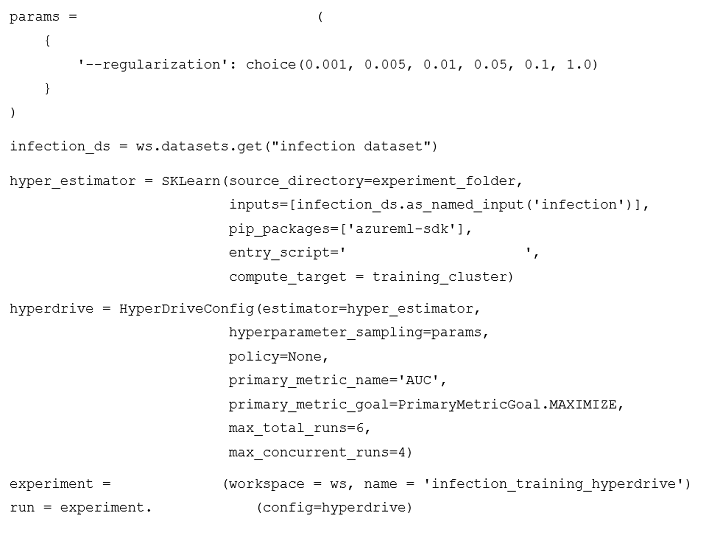 params = (
{
'--regularization': choice(0.001, 0.005, 0.01, 0.05, 0.1, 1.0)
}
)
infection_ds = ws.datasets.get("infection dataset")
hyper_estimator = SKLearn(source_directory=experiment_folder,
inputs=[infection_ds.as_named_input('infection')],
pip_packages=['azureml-sdk'],
entry_script=' ',
compute_target = training_cluster)
hyperdrive = HyperDriveConfig(estimator=hyper_estimator,
hyperparameter_sampling=params,
policy=None,
primary_metric_name='AUC',
primary_metric_goal=PrimaryMetricGoal.MAXIMIZE,
max_total_runs=6,
max_concurrent_runs=4)
experiment = (workspace = ws, name = 'infection_training_hyperdrive')
run = experiment. (config=hyperdrive)